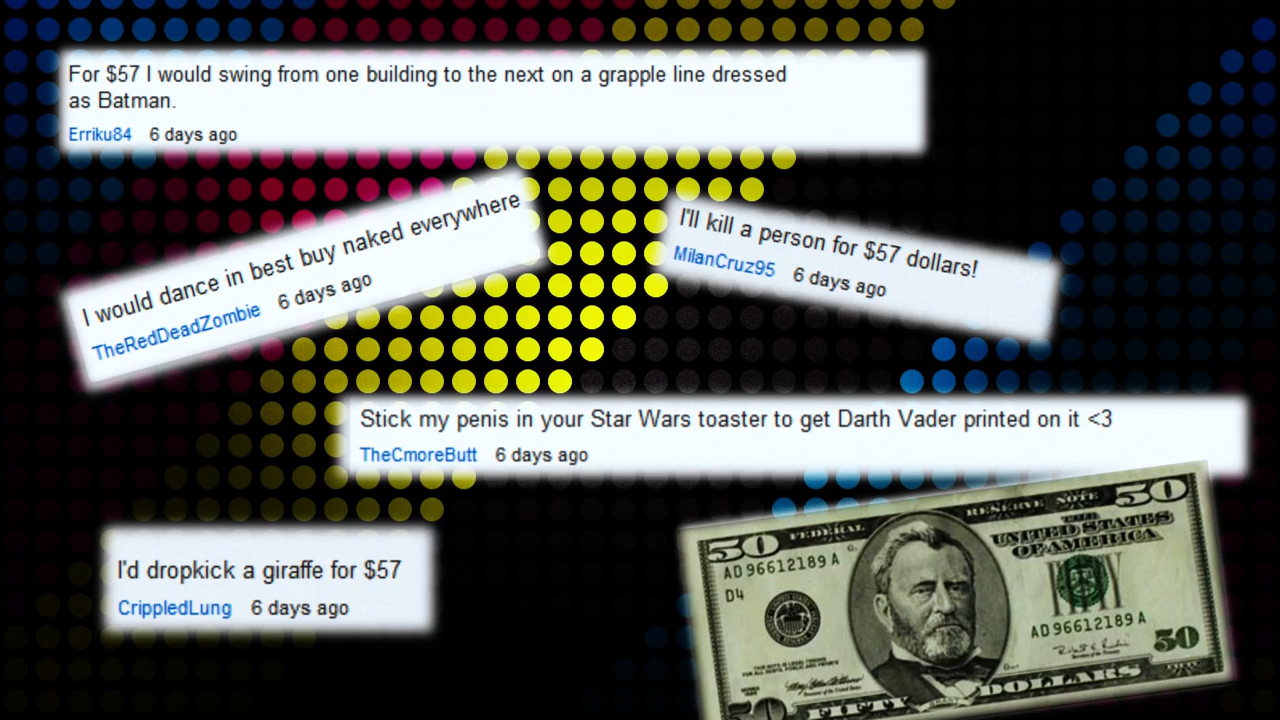 For $57 I would swing from one building to the next on a grapple line dressed
as Batman.
Erriku84 6 days ago
I would dance in best buy naked everywhere
TheRedDeadZombie 6 days ago
I'll kill a person for $57 dollars!
MilanCruz95 6 days ago
Stick my penis in your Star Wars toaster to get Darth Vader printed on it <3
TheCmoreButt 6 days ago
I'd dropkick a giraffe for $57
CrippledLung 6 days ago
50 FEDERAL RESERVE NOTE 50
THE
UNITED STATES
OF AMERICA
AD 96612189 A
D4
AD 96612189 A
50
50 FIFTY DOLLARS